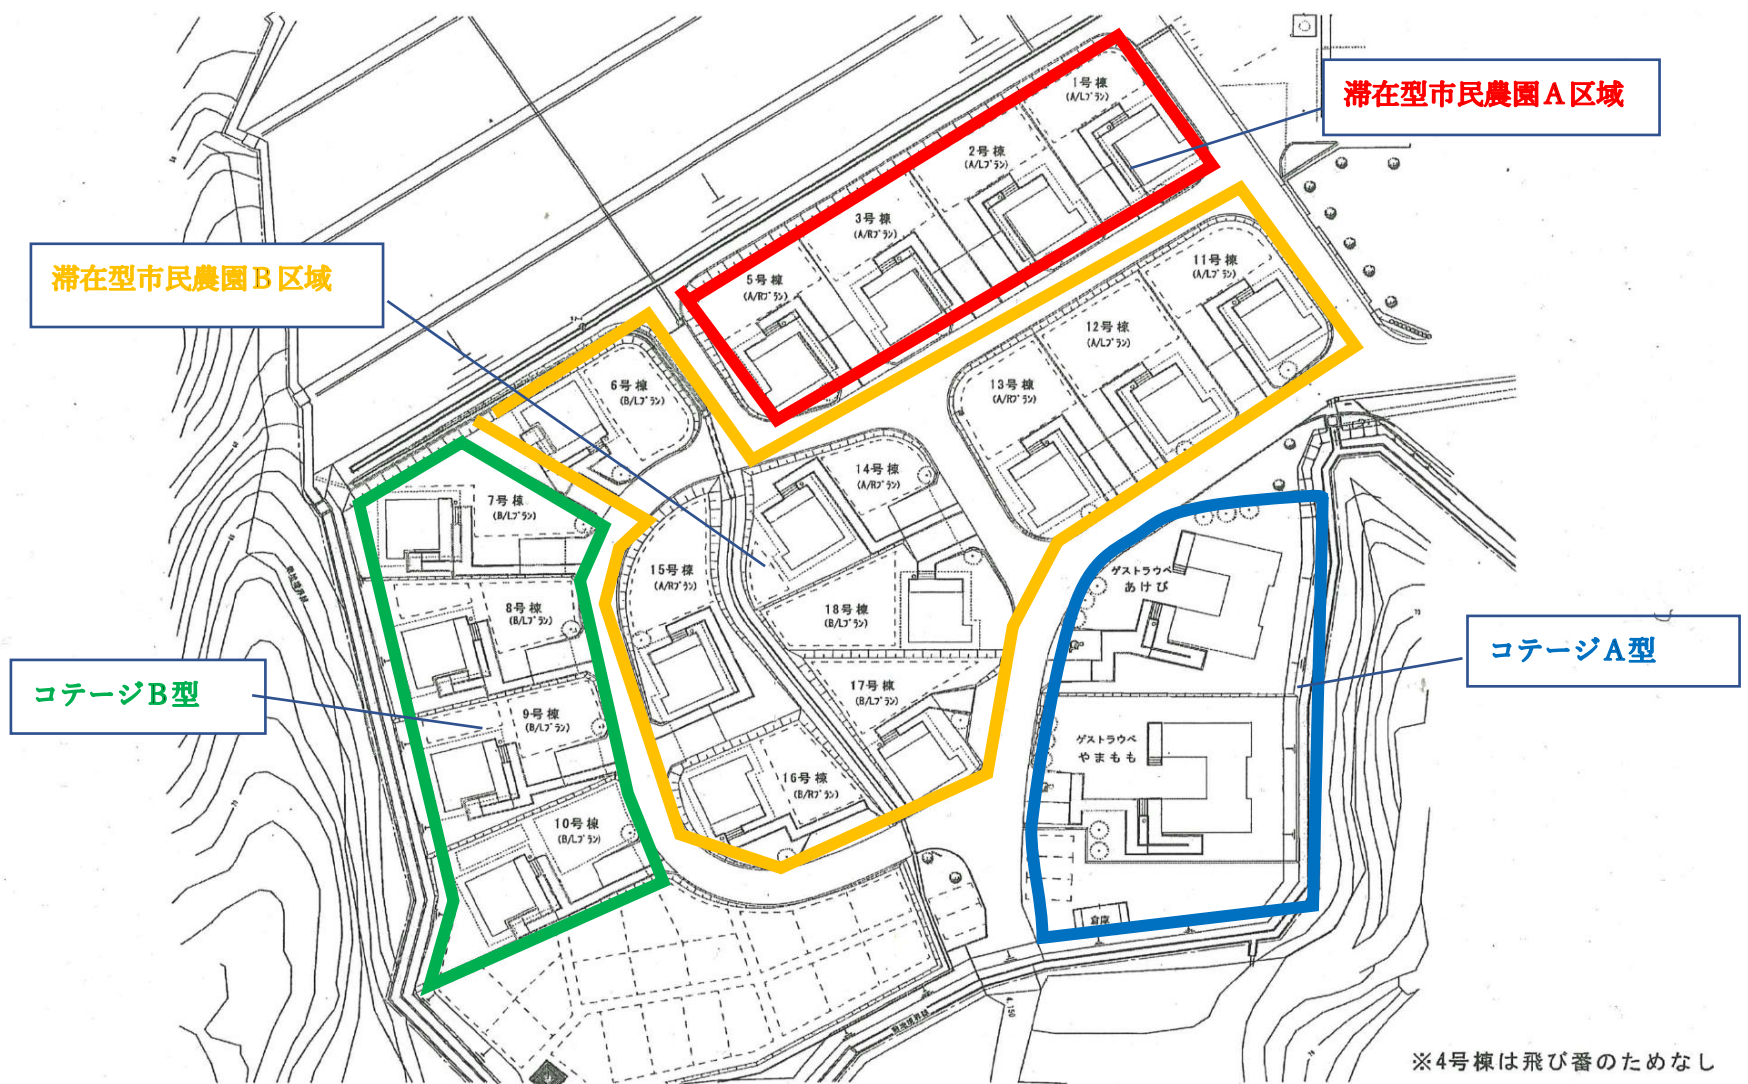 1号棟
(A/Lプラン)
滞在型市民農園A区域
2号棟
(A/Lプラン)
3号棟
(A/Rプラン)
5号棟
(A/Rプラン)
滞在型市民農園B区域
11号棟
(A/Lプラン)
12号棟
(A/Lプラン)
13号棟
(A/Rプラン)
6号棟
(B/Lプラン)
14号棟
(A/Rプラン)
7号棟
(B/Lプラン)
15号棟
(A/Rプラン)
ゲストラウベ
あけび
8号棟
(B/Lプラン)
18号棟
(B/Lプラン)
コテージA型
コテージB型
17号棟
(B/Lプラン)
9号棟
(B/Lプラン)
ゲストラウベ
やまもも
16号棟
(B/Rプラン)
10号棟
(B/Lプラン)
倉庫
4,150
※4号棟は飛び番のためなし